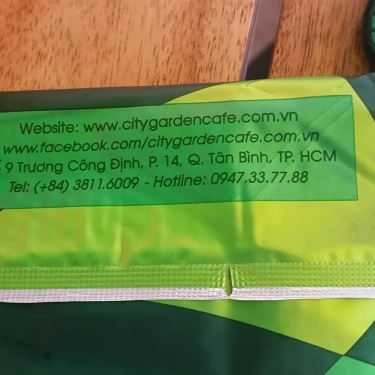 Website: www.citygardencafe.com.vn
www.facebook.com/citygardencafe.com.vn
9 Trương Công Định, P. 14, Q. Tân Bình, TP. HCM
Tel: (+84) 3811.6009 - Hotline: 0947.33.77.88